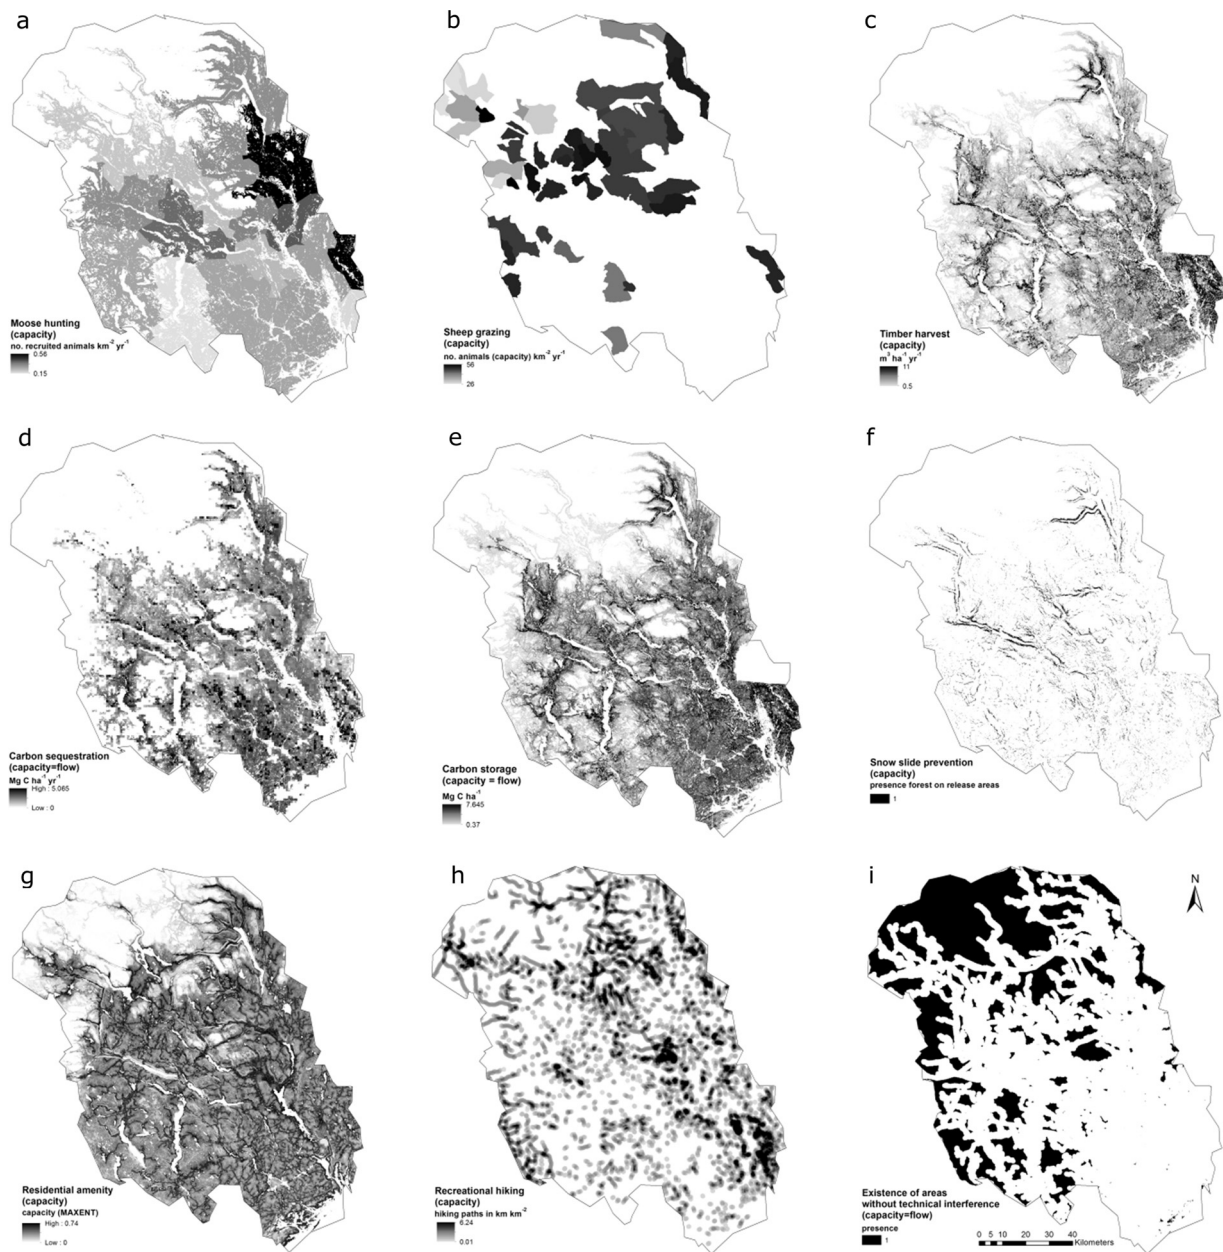 a
Moose hunting
(capacity)
no. recruited animals km⁻² yr⁻¹
0.56
0.15
b
Sheep grazing
(capacity)
no. animals (capacity) km⁻² yr⁻¹
56
26
c
Timber harvest
(capacity)
m³ ha⁻¹ yr⁻¹
11
0.5
d
Carbon sequestration
(capacity=flow)
Mg C ha⁻¹ yr⁻¹
High : 5.065
Low : 0
e
Carbon storage
(capacity = flow)
Mg C ha⁻¹
7.645
0.37
f
Snow slide prevention
(capacity)
presence forest on release areas
1
g
Residential amenity
(capacity)
capacity (MAXENT)
High : 0.74
Low : 0
h
Recreational hiking
(capacity)
hiking paths in km km⁻²
6.24
0.01
i
N
Existence of areas
without technical interference
(capacity=flow)
presence
1
0 5 10 20 30 40
Kilometers